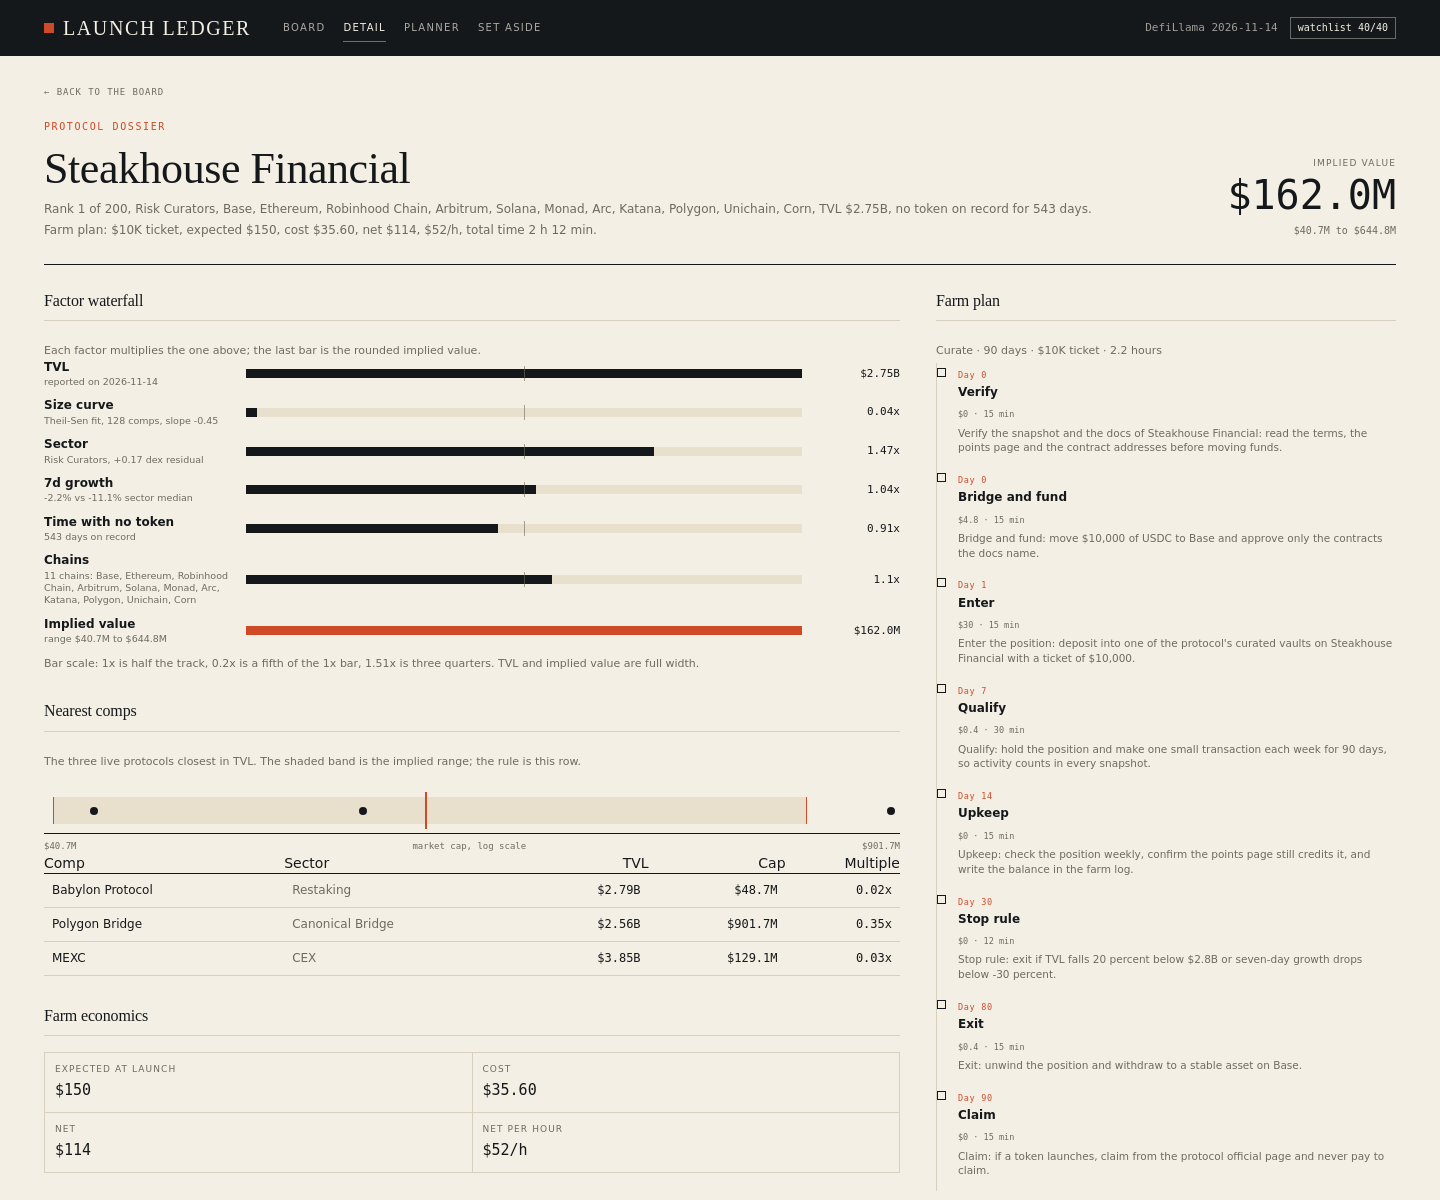 LAUNCH LEDGER
BOARD DETAIL PLANNER SET ASIDE
DefiLlama 2026-11-14 watchlist 40/40
← BACK TO THE BOARD
PROTOCOL DOSSIER
Steakhouse Financial
Rank 1 of 200, Risk Curators, Base, Ethereum, Robinhood Chain, Arbitrum, Solana, Monad, Arc, Katana, Polygon, Unichain, Corn, TVL $2.75B, no token on record for 543 days.
Farm plan: $10K ticket, expected $150, cost $35.60, net $114, $52/h, total time 2 h 12 min.
IMPLIED VALUE
$162.0M
$40.7M to $644.8M
Factor waterfall
Each factor multiplies the one above; the last bar is the rounded implied value.
TVL
reported on 2026-11-14
$2.75B
Size curve
Theil-Sen fit, 128 comps, slope -0.45
0.04x
Sector
Risk Curators, +0.17 dex residual
1.47x
7d growth
-2.2% vs -11.1% sector median
1.04x
Time with no token
543 days on record
0.91x
Chains
11 chains: Base, Ethereum, Robinhood
Chain, Arbitrum, Solana, Monad, Arc,
Katana, Polygon, Unichain, Corn
1.1x
Implied value
range $40.7M to $644.8M
$162.0M
Bar scale: 1x is half the track, 0.2x is a fifth of the 1x bar, 1.51x is three quarters. TVL and implied value are full width.
Nearest comps
The three live protocols closest in TVL. The shaded band is the implied range; the rule is this row.
$40.7M market cap, log scale $901.7M
Comp Sector TVL Cap Multiple
Babylon Protocol Restaking $2.79B $48.7M 0.02x
Polygon Bridge Canonical Bridge $2.56B $901.7M 0.35x
MEXC CEX $3.85B $129.1M 0.03x
Farm economics
EXPECTED AT LAUNCH
$150
COST
$35.60
NET
$114
NET PER HOUR
$52/h
Farm plan
Curate · 90 days · $10K ticket · 2.2 hours
Day 0
Verify
$0 · 15 min
Verify the snapshot and the docs of Steakhouse Financial: read the terms, the
points page and the contract addresses before moving funds.
Day 0
Bridge and fund
$4.8 · 15 min
Bridge and fund: move $10,000 of USDC to Base and approve only the contracts
the docs name.
Day 1
Enter
$30 · 15 min
Enter the position: deposit into one of the protocol's curated vaults on Steakhouse
Financial with a ticket of $10,000.
Day 7
Qualify
$0.4 · 30 min
Qualify: hold the position and make one small transaction each week for 90 days,
so activity counts in every snapshot.
Day 14
Upkeep
$0 · 15 min
Upkeep: check the position weekly, confirm the points page still credits it, and
write the balance in the farm log.
Day 30
Stop rule
$0 · 12 min
Stop rule: exit if TVL falls 20 percent below $2.8B or seven-day growth drops
below -30 percent.
Day 80
Exit
$0.4 · 15 min
Exit: unwind the position and withdraw to a stable asset on Base.
Day 90
Claim
$0 · 15 min
Claim: if a token launches, claim from the protocol official page and never pay to
claim.